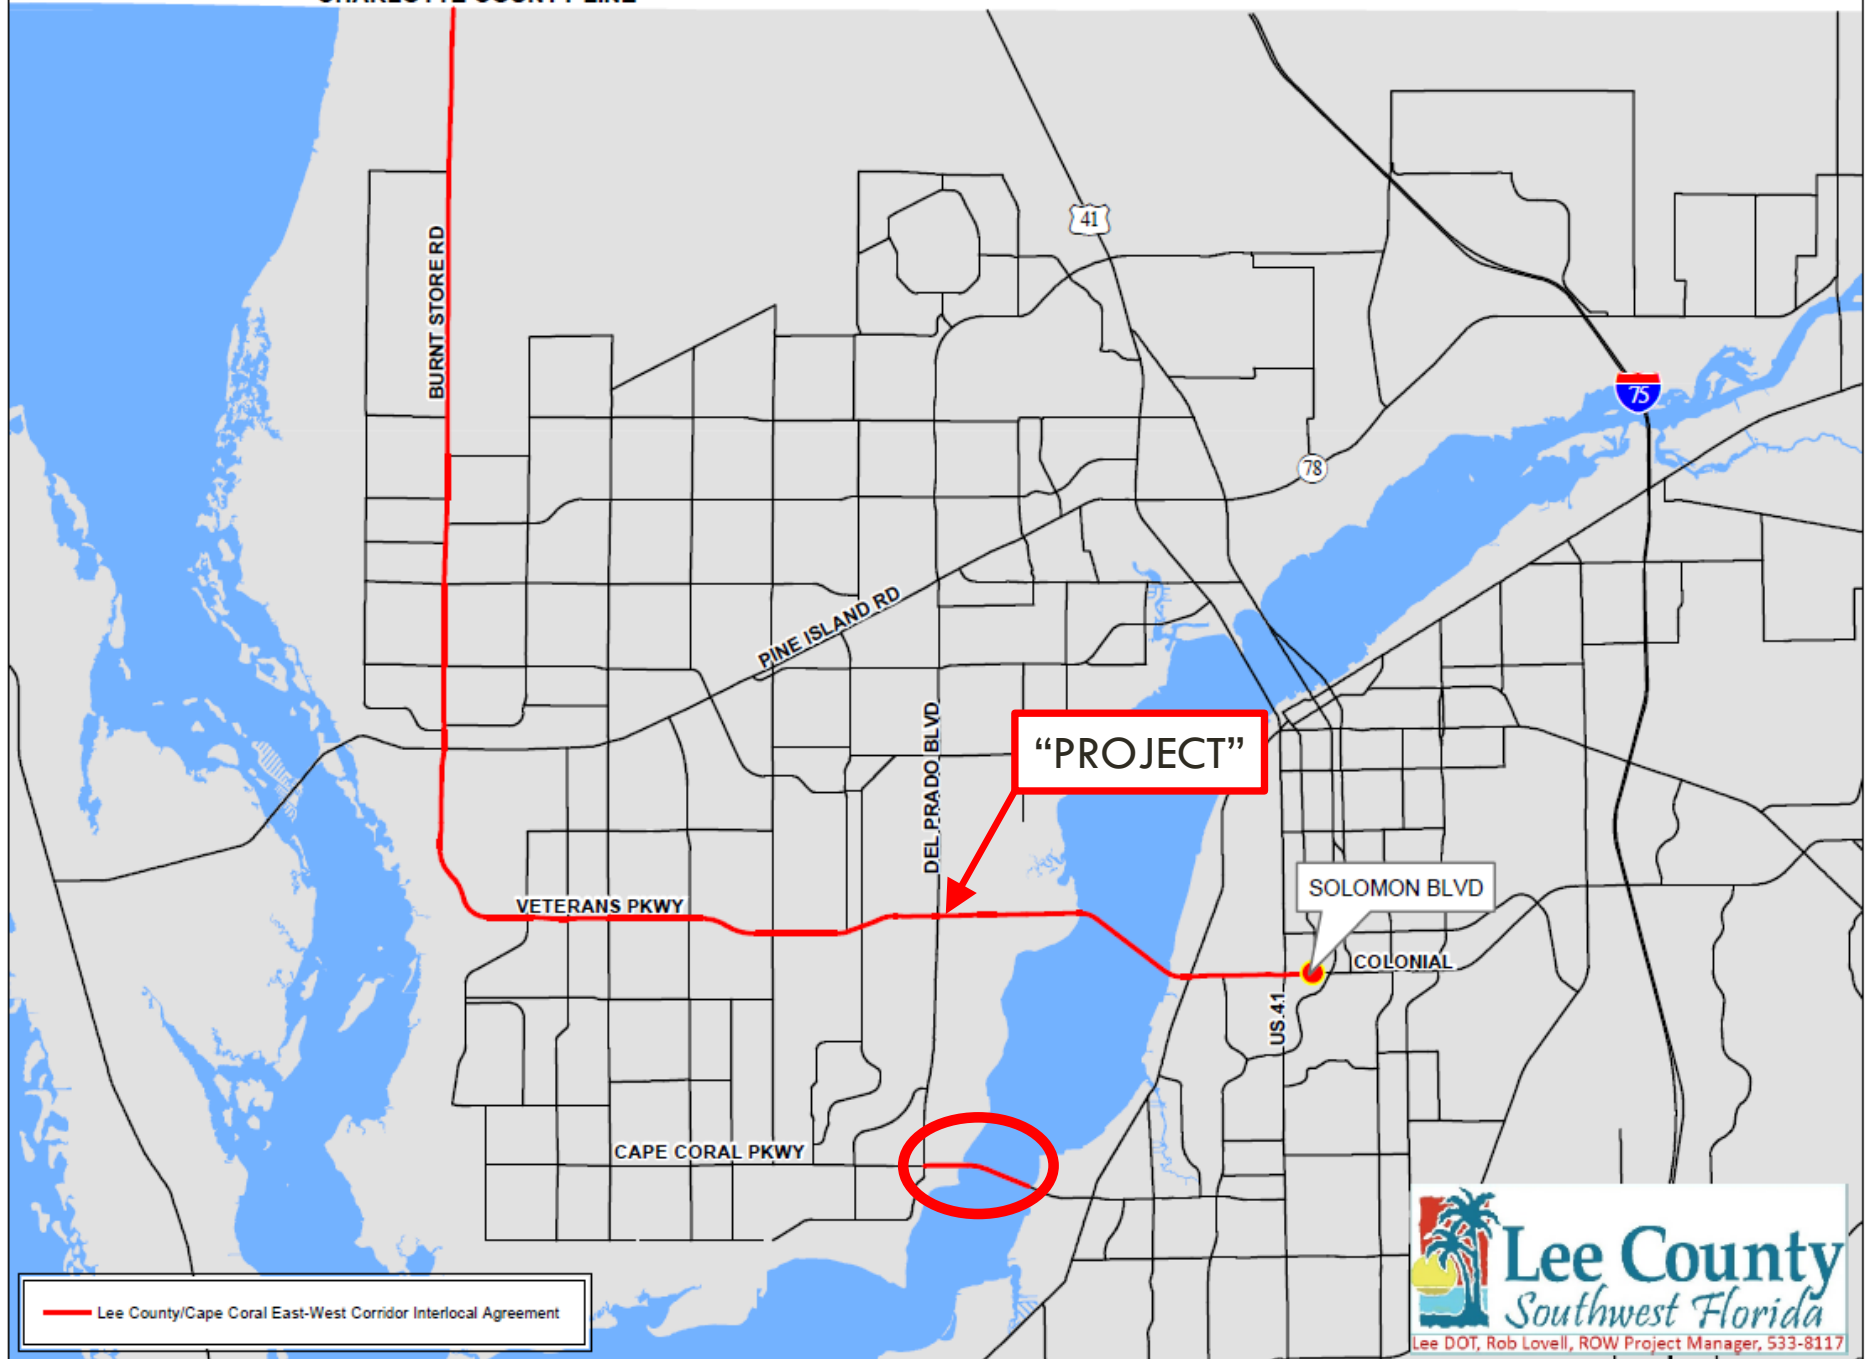 CHARLOTTE COUNTY LINE
41
BURNT STORE RD
75
78
PINE ISLAND RD
DEL PRADO BLVD
“PROJECT”
SOLOMON BLVD
VETERANS PKWY
COLONIAL
US 41
CAPE CORAL PKWY
Lee County/Cape Coral East-West Corridor Interlocal Agreement
Lee County
Southwest Florida
Lee DOT, Rob Lovell, ROW Project Manager, 533-8117